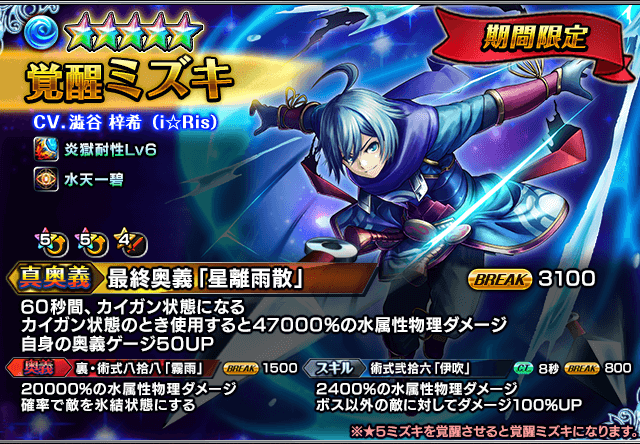 期間限定
覚醒ミズキ
CV.澁谷 梓希（i☆Ris）
炎獄耐性Lv6
水天一碧
5 5 4
真奥義 最終奥義「星離雨散」 BREAK 3100
60秒間、カイガン状態になる
カイガン状態のとき使用すると47000%の水属性物理ダメージ
自身の奥義ゲージ50UP
奥義 裏・術式八拾八「霧雨」 BREAK 1500
20000%の水属性物理ダメージ
確率で敵を氷結状態にする
スキル 術式弐拾六「伊吹」 C.T. 8秒 BREAK 800
2400%の水属性物理ダメージ
ボス以外の敵に対してダメージ100%UP
※★5ミズキを覚醒させると覚醒ミズキになります。